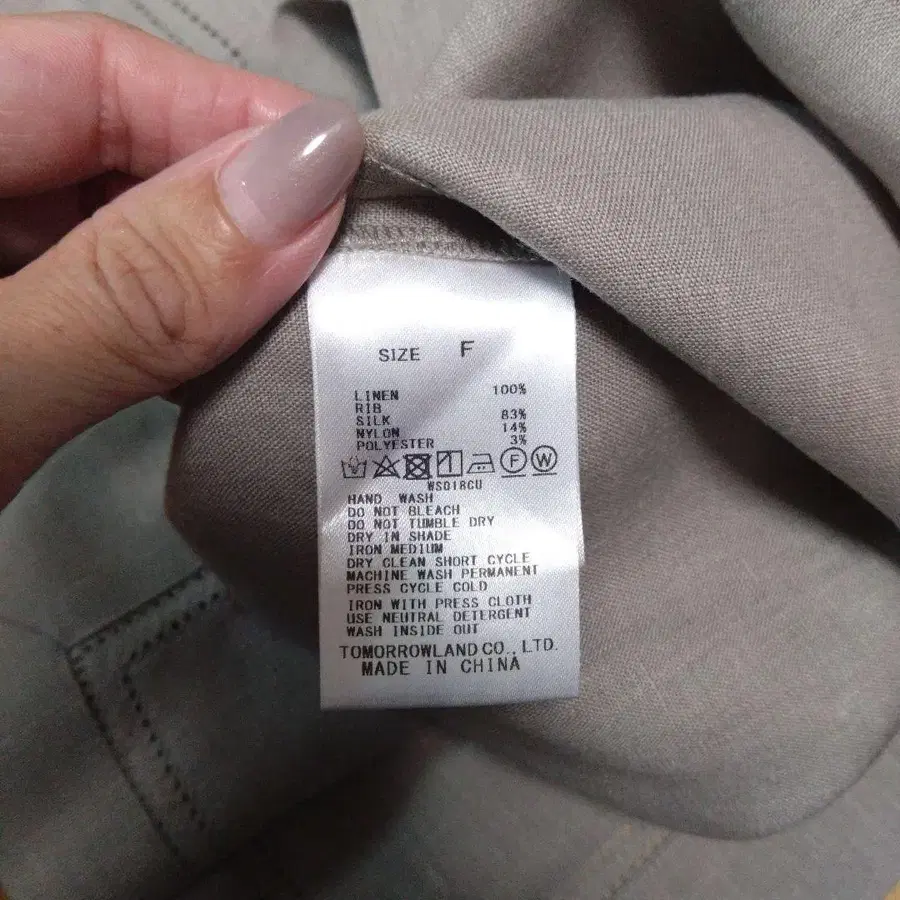 SIZE F
LINEN 100%
RIB
SILK 83%
NYLON 14%
POLYESTER 3%
F W
WS018CU
HAND WASH
DO NOT BLEACH
DO NOT TUMBLE DRY
DRY IN SHADE
IRON MEDIUM
DRY CLEAN SHORT CYCLE
MACHINE WASH PERMANENT
PRESS CYCLE COLD
IRON WITH PRESS CLOTH
USE NEUTRAL DETERGENT
WASH INSIDE OUT
TOMORROWLAND CO., LTD.
MADE IN CHINA